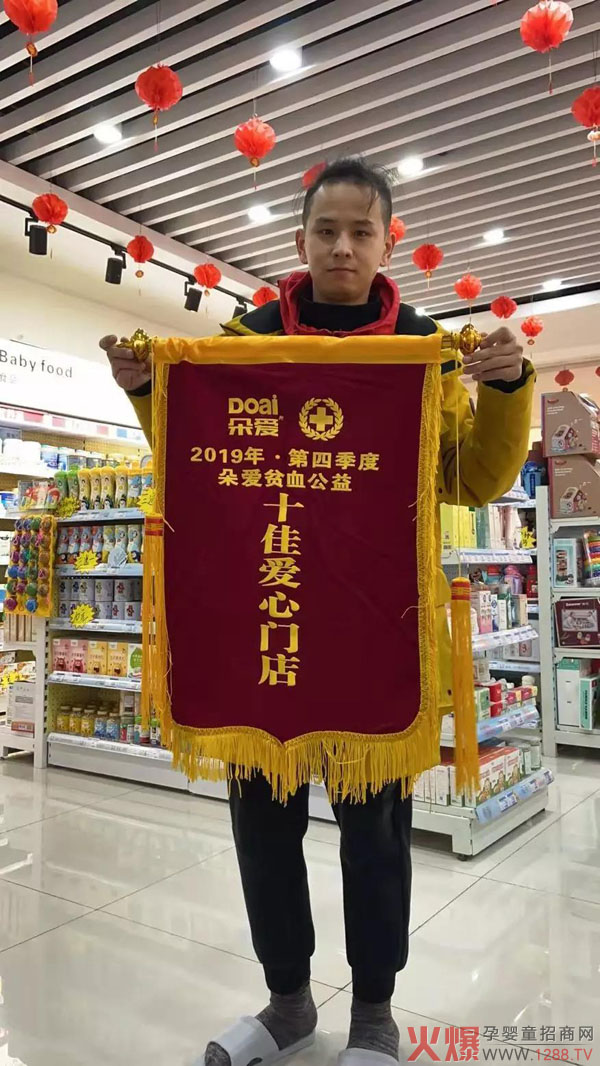 Baby food
DOai
朵爱®
2019年·第四季度
朵爱贫血公益
十佳爱心门店
火爆孕婴童招商网
WWW.1288.TV